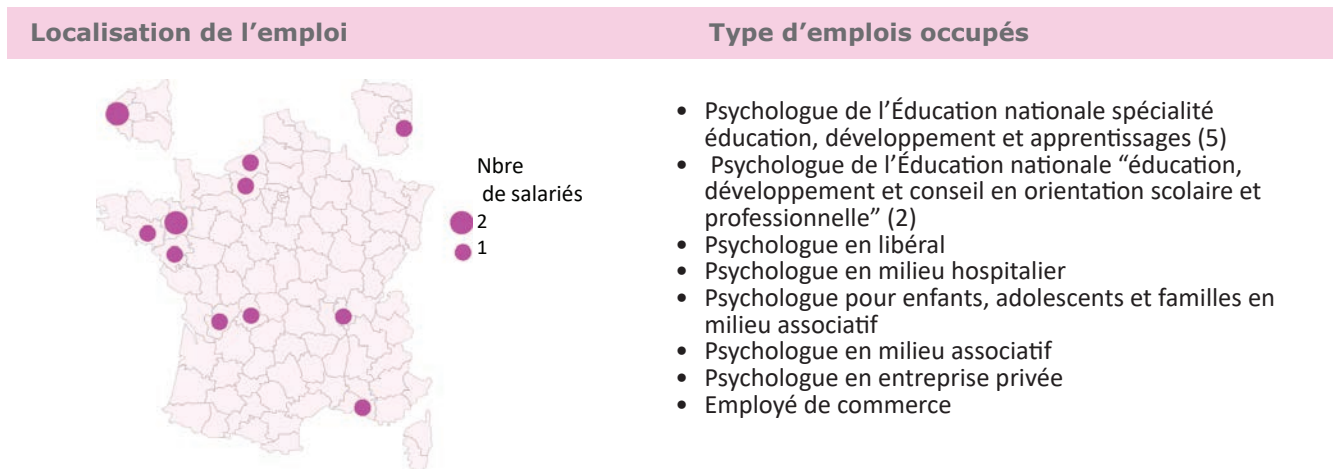 Localisation de l’emploi
Type d’emplois occupés
Nbre
de salariés
2
1
• Psychologue de l’Éducation nationale spécialité
éducation, développement et apprentissages (5)
• Psychologue de l’Éducation nationale “éducation,
développement et conseil en orientation scolaire et
professionnelle” (2)
• Psychologue en libéral
• Psychologue en milieu hospitalier
• Psychologue pour enfants, adolescents et familles en
milieu associatif
• Psychologue en milieu associatif
• Psychologue en entreprise privée
• Employé de commerce